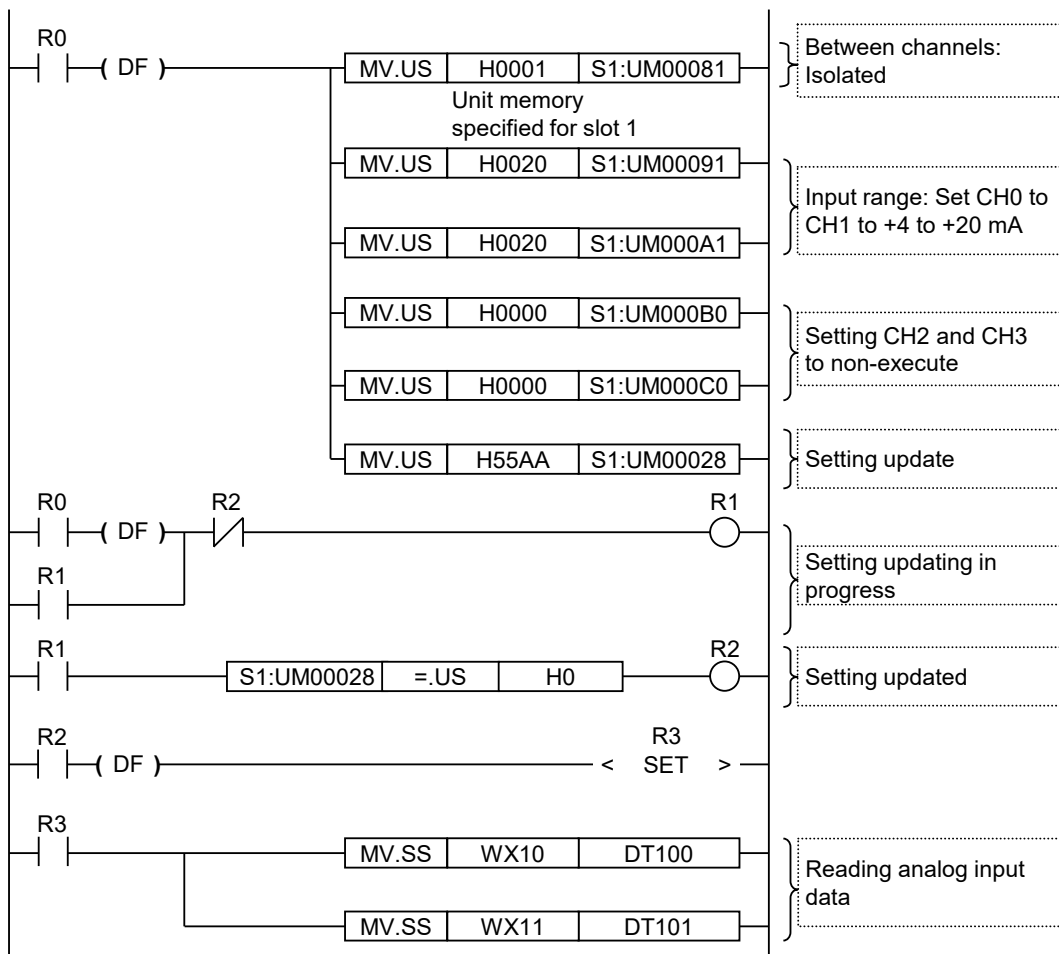 R0
( DF )
MV.US H0001 S1:UM00081
Between channels:
Isolated
Unit memory
specified for slot 1
MV.US H0020 S1:UM00091
Input range: Set CH0 to
CH1 to +4 to +20 mA
MV.US H0020 S1:UM000A1
MV.US H0000 S1:UM000B0
Setting CH2 and CH3
to non-execute
MV.US H0000 S1:UM000C0
MV.US H55AA S1:UM00028
Setting update
R0 R2 R1
( DF )
Setting updating in
progress
R1
R1 R2
S1:UM00028 =.US H0
Setting updated
R2 R3
( DF ) < SET >
R3
MV.SS WX10 DT100
Reading analog input
data
MV.SS WX11 DT101